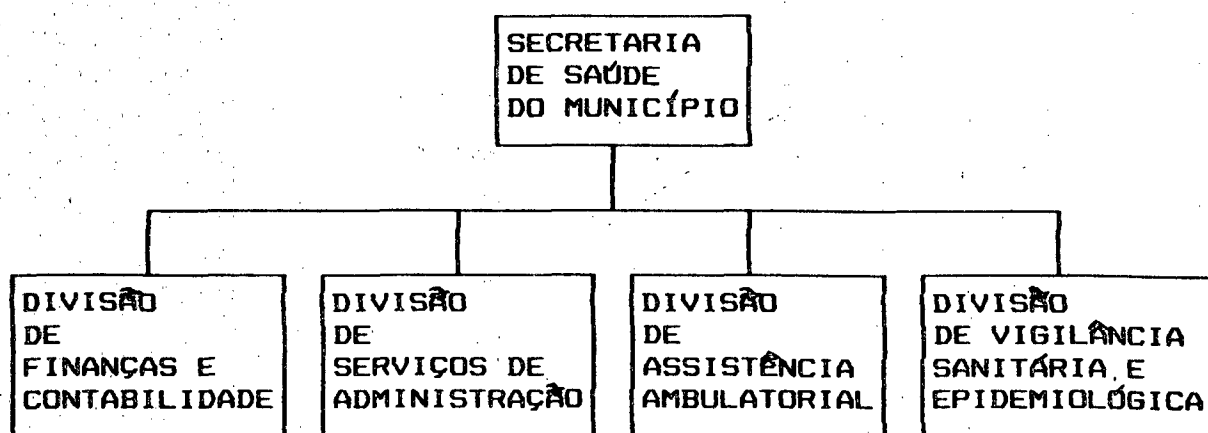 SECRETARIA
DE SAÚDE
DO MUNICÍPIO
DIVISÃO
DE
FINANÇAS E
CONTABILIDADE
DIVISÃO
DE
SERVIÇOS DE
ADMINISTRAÇÃO
DIVISÃO
DE
ASSISTÊNCIA
AMBULATORIAL
DIVISÃO
DE VIGILÂNCIA
SANITÁRIA E
EPIDEMIOLÓGICA